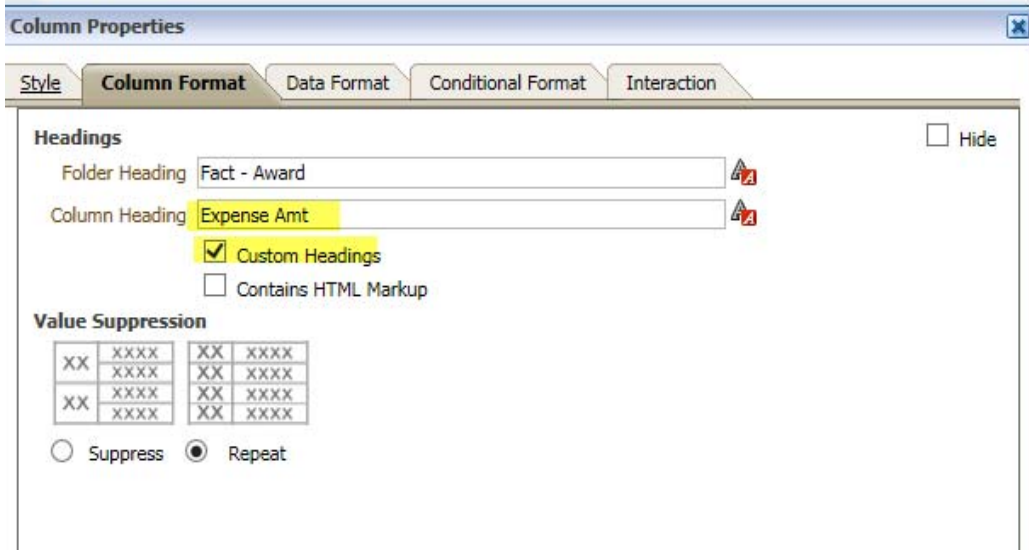 Column Properties
Style Column Format Data Format Conditional Format Interaction
Headings
Hide
Folder Heading Fact - Award
Column Heading Expense Amt
Custom Headings
Contains HTML Markup
Value Suppression
XX XXXX XX XXXX
XXXX XX XXXX
XX XXXX XX XXXX
XXXX XX XXXX
Suppress Repeat